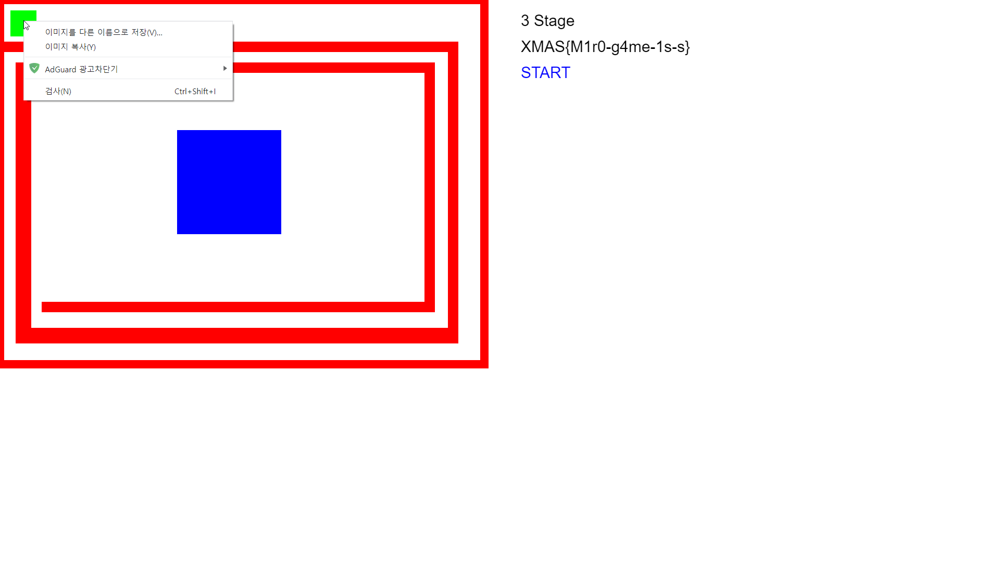 3 Stage
XMAS{M1r0-g4me-1s-s}
START
이미지를 다른 이름으로 저장(V)...
이미지 복사(Y)
AdGuard 광고차단기
검사(N) Ctrl+Shift+I